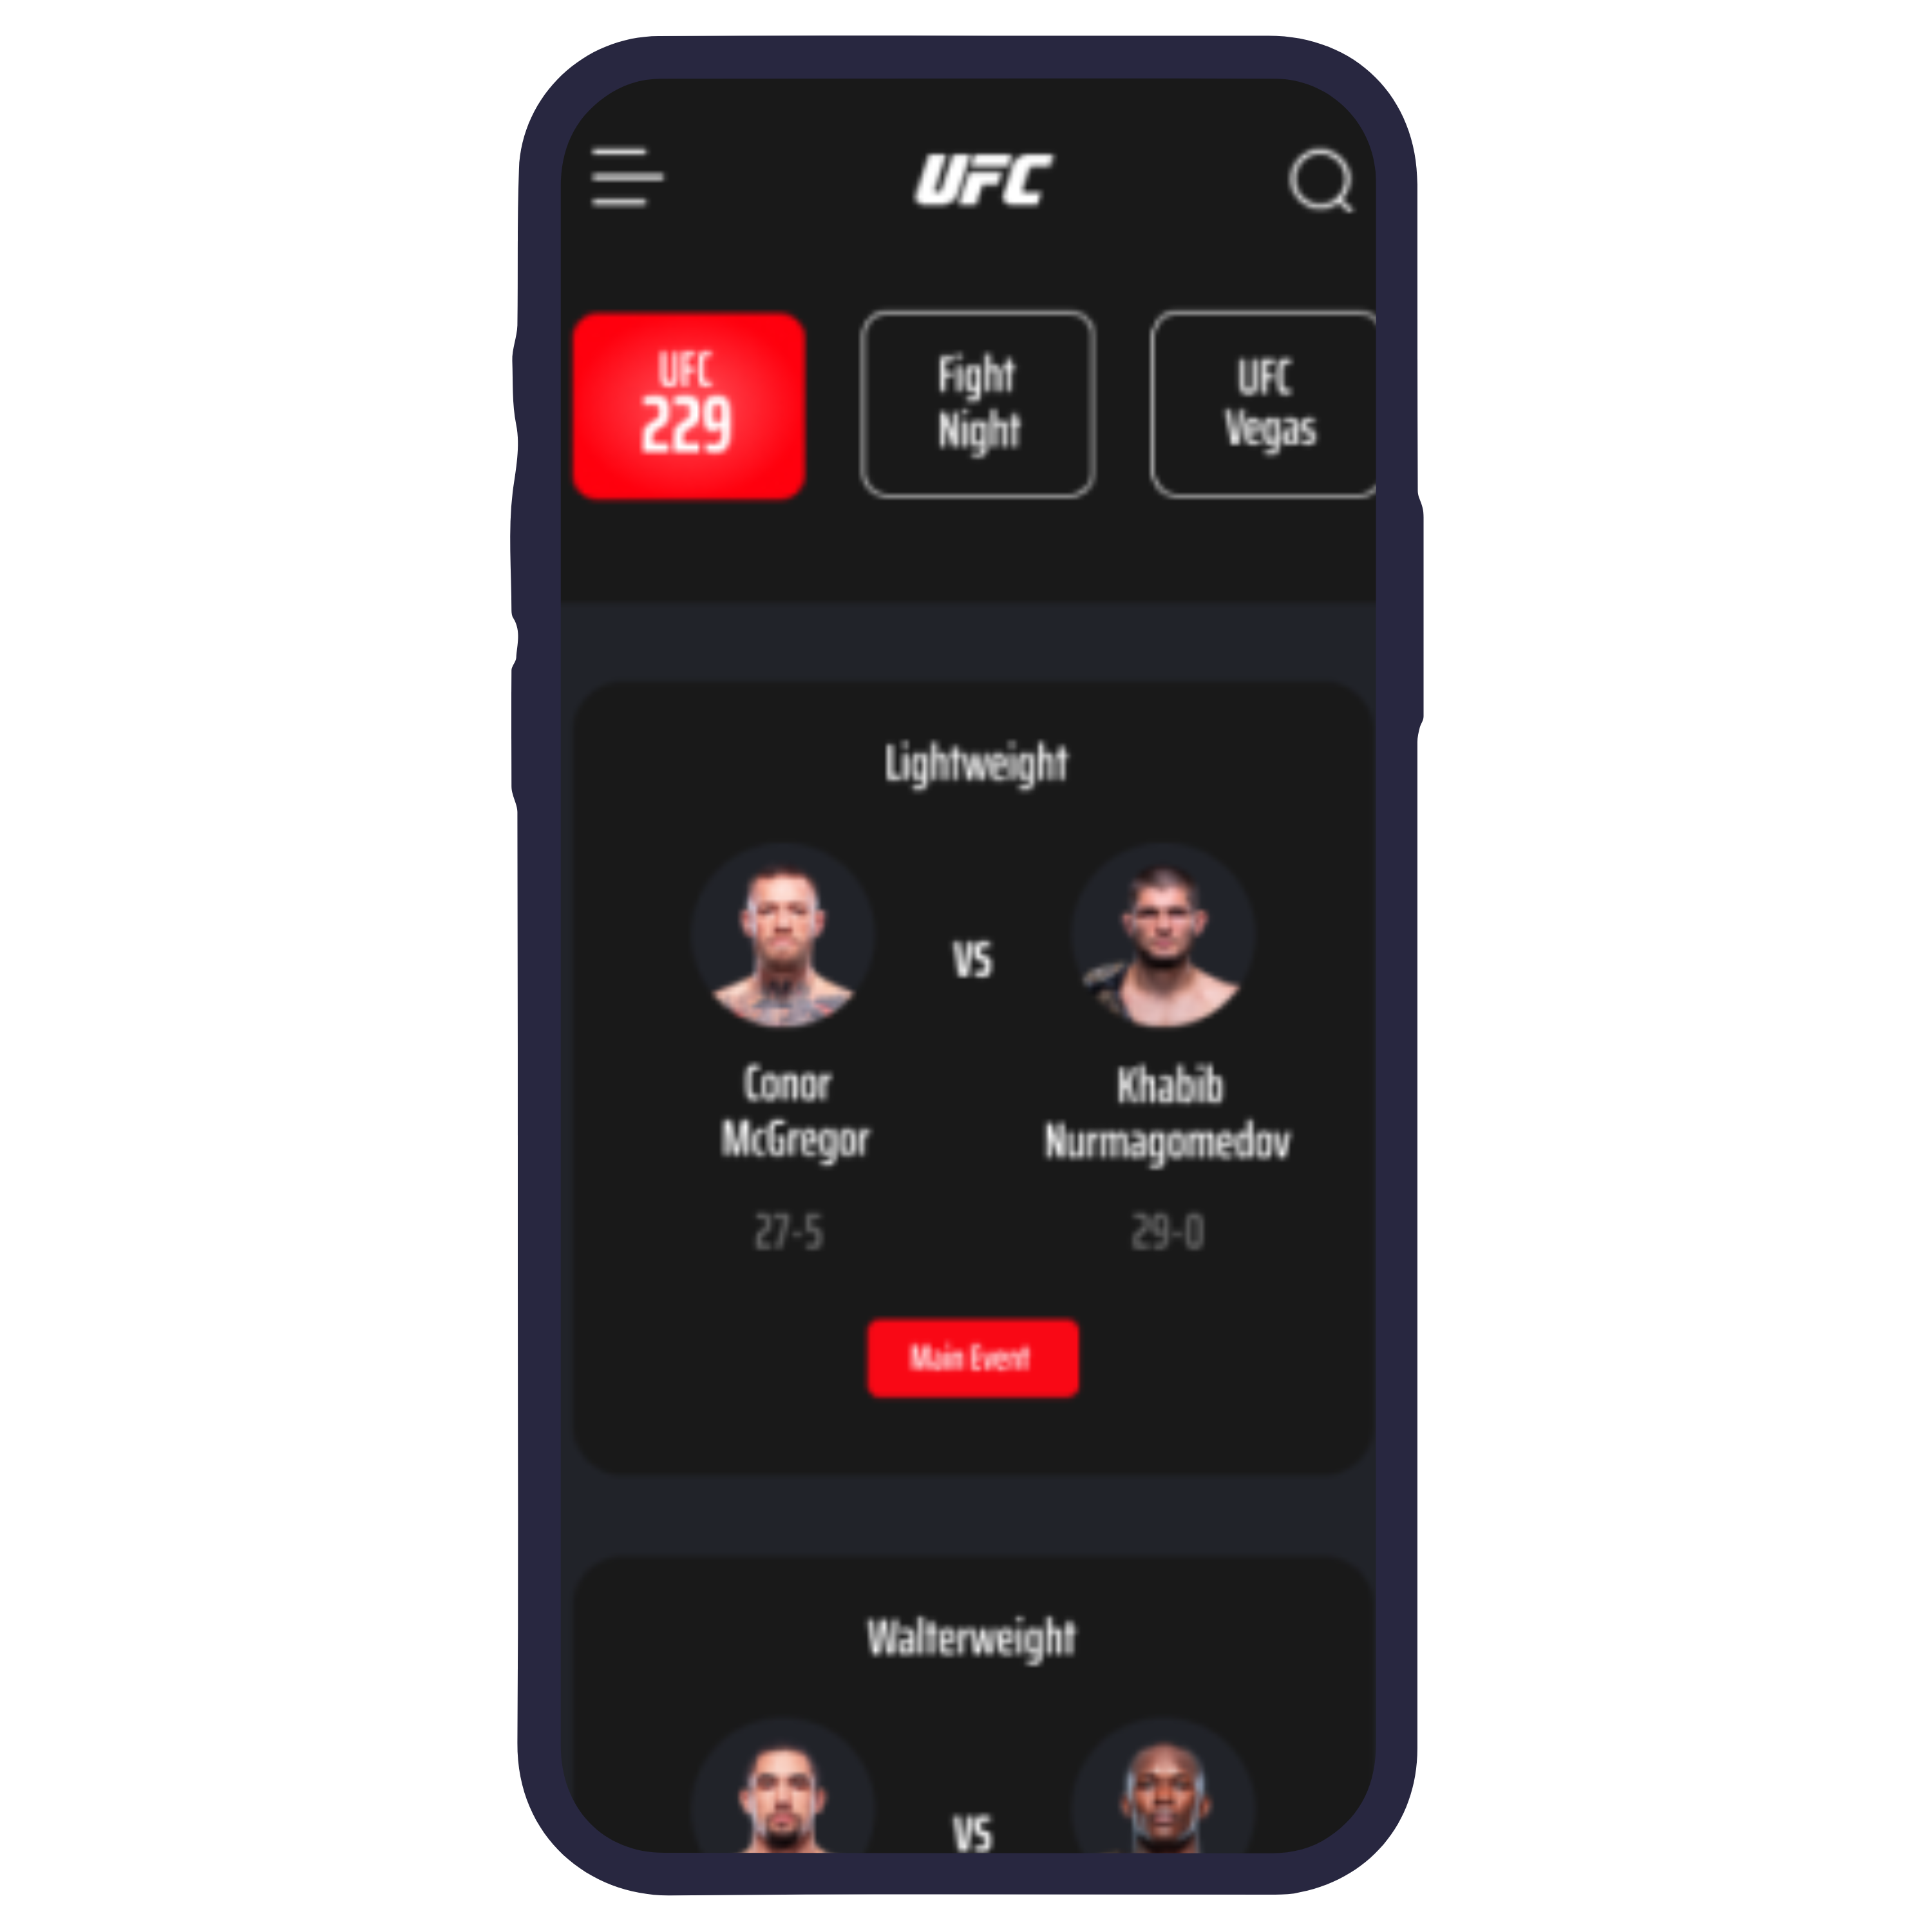 UFC
UFC
229
Fight
Night
UFC
Vegas
Lightweight
VS
Conor
McGregor
Khabib
Nurmagomedov
27-5
29-0
Main Event
Walterweight
VS